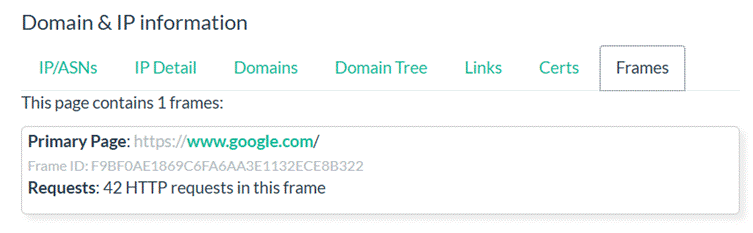 Domain & IP information
IP/ASNs IP Detail Domains Domain Tree Links Certs Frames
This page contains 1 frames:
Primary Page: https://www.google.com/
Frame ID: F9BF0AE1869C6FA6AA3E1132ECE8B322
Requests: 42 HTTP requests in this frame